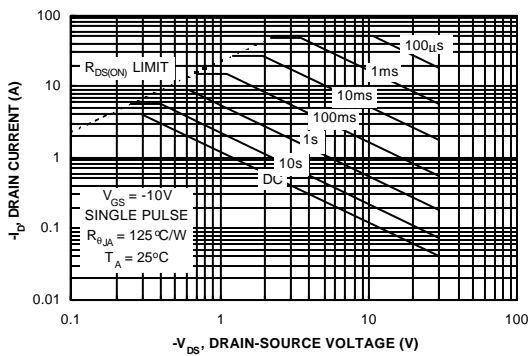 100
10
1
0.1
0.01
0.1
1
10
100
-I_D, DRAIN CURRENT (A)
-V_DS, DRAIN-SOURCE VOLTAGE (V)
R_DS(ON) LIMIT
100µs
1ms
10ms
100ms
1s
10s
DC
V_GS = -10V
SINGLE PULSE
R_θJA = 125°C/W
T_A = 25°C